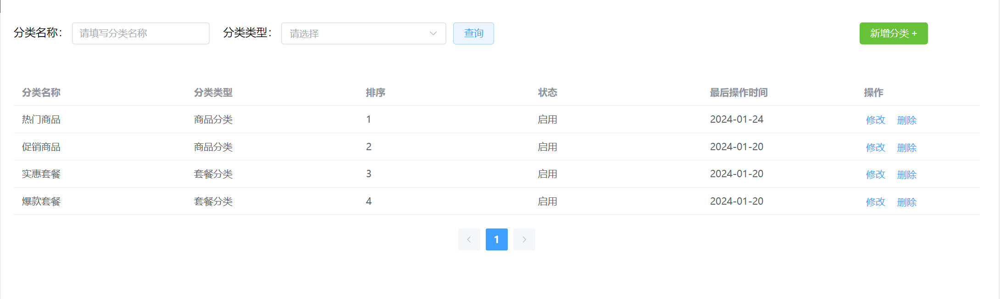 分类名称： 请填写分类名称 分类类型： 请选择 查询 新增分类 +
分类名称 分类类型 排序 状态 最后操作时间 操作
热门商品 商品分类 1 启用 2024-01-24 修改 删除
促销商品 商品分类 2 启用 2024-01-20 修改 删除
实惠套餐 套餐分类 3 启用 2024-01-20 修改 删除
爆款套餐 套餐分类 4 启用 2024-01-20 修改 删除
1